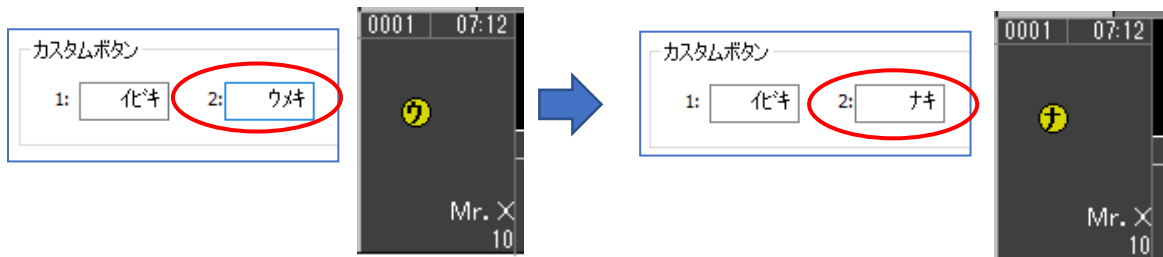 カスタムボタン
1: イビキ 2: ウメキ
0001 07:12
ウ
Mr. X
10
カスタムボタン
1: イビキ 2: ナキ
0001 07:12
ナ
Mr. X
10